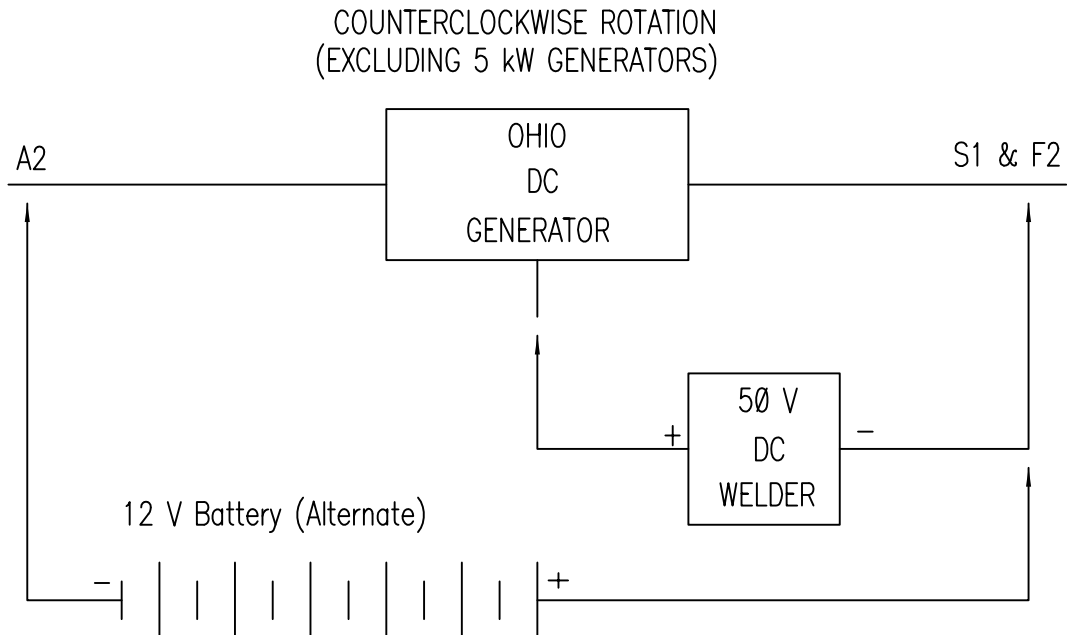 COUNTERCLOCKWISE ROTATION
(EXCLUDING 5 kW GENERATORS)
OHIO
DC
GENERATOR
A2
S1 & F2
50 V
DC
WELDER
+
−
12 V Battery (Alternate)
−
+